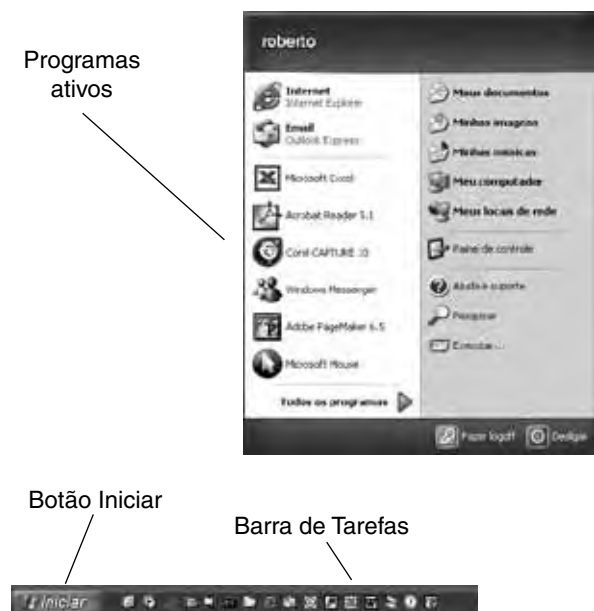 Programas
ativos
roberto
Internet
Internet Explorer
Email
Outlook Express
Microsoft Excel
Acrobat Reader 5.1
Corel CAPTURE 10
Windows Messenger
Adobe PageMaker 6.5
Microsoft Mouse
Todos os programas
Meus documentos
Minhas imagens
Minhas músicas
Meu computador
Meus locais de rede
Painel de controle
Ajuda e suporte
Pesquisar
Executar...
Fazer logoff
Desligar
Botão Iniciar
Barra de Tarefas
Iniciar